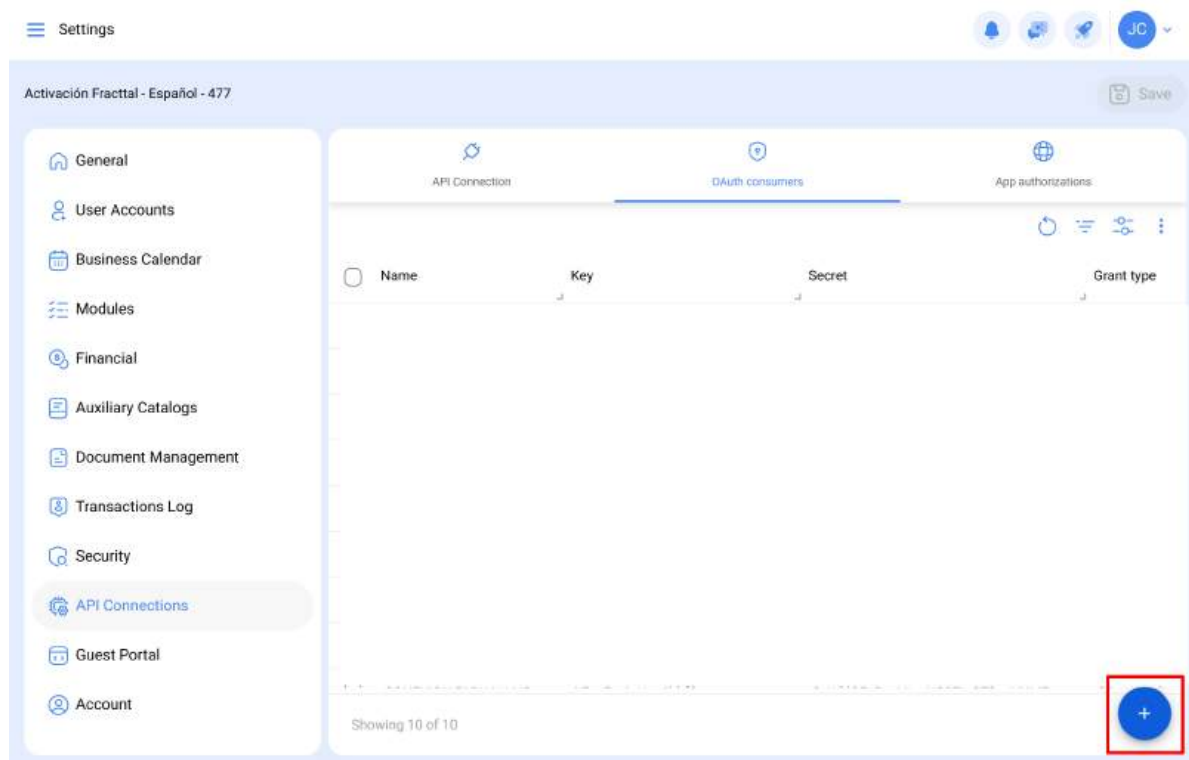 Settings
JC
Activación Fracttal - Español - 477
Save
General
User Accounts
Business Calendar
Modules
Financial
Auxiliary Catalogs
Document Management
Transactions Log
Security
API Connections
Guest Portal
Account
API Connection
OAuth consumers
App authorizations
Name Key Secret Grant type
Showing 10 of 10
+